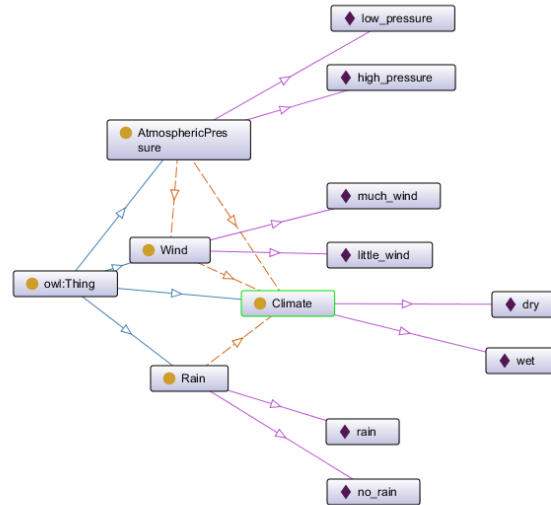 low_pressure
high_pressure
AtmosphericPres
sure
much_wind
Wind
little_wind
owl:Thing
Climate
dry
wet
Rain
rain
no_rain